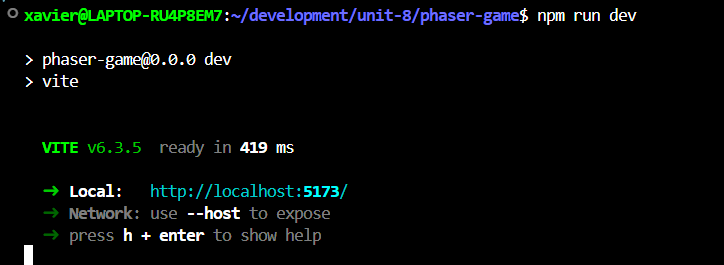 xavier@LAPTOP-RU4P8EM7:~/development/unit-8/phaser-game$ npm run dev
> phaser-game@0.0.0 dev
> vite
VITE v6.3.5  ready in 419 ms
➜ Local:   http://localhost:5173/
➜ Network: use --host to expose
➜ press h + enter to show help